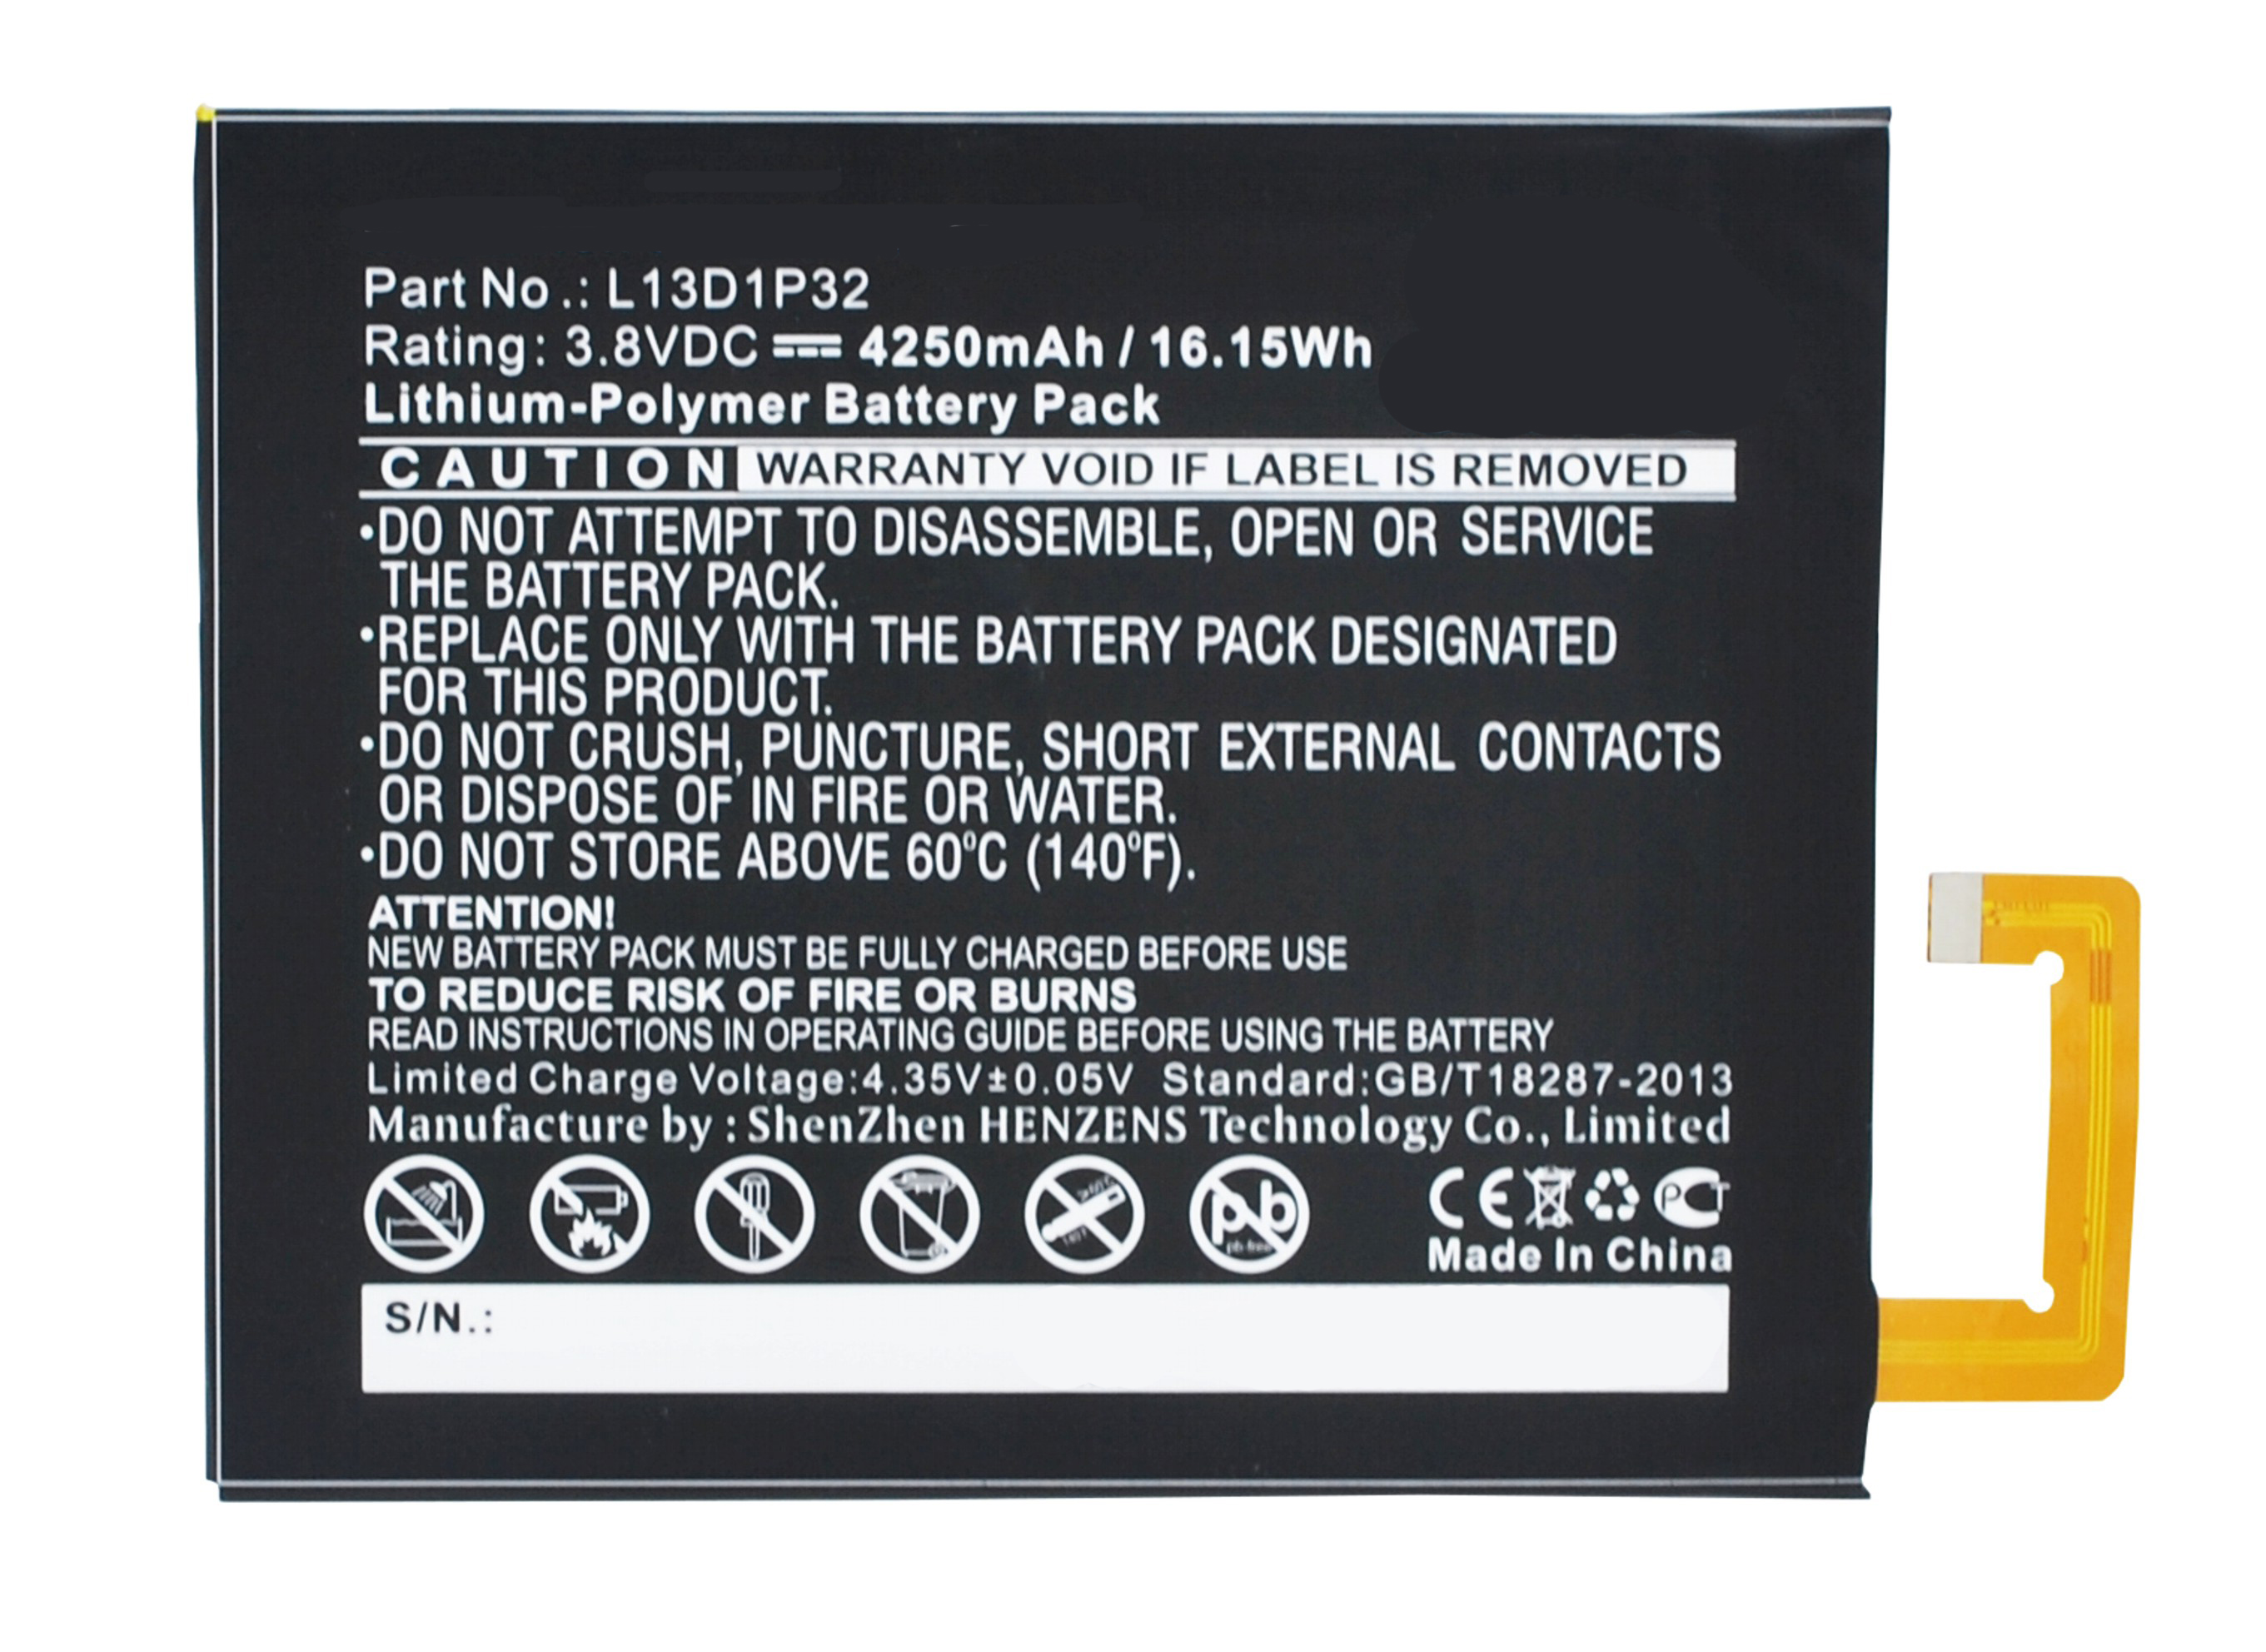 Part No.: L13D1P32
Rating: 3.8VDC ⎓ 4250mAh / 16.15Wh
Lithium-Polymer Battery Pack
CAUTION WARRANTY VOID IF LABEL IS REMOVED
•DO NOT ATTEMPT TO DISASSEMBLE, OPEN OR SERVICE
THE BATTERY PACK.
•REPLACE ONLY WITH THE BATTERY PACK DESIGNATED
FOR THIS PRODUCT.
•DO NOT CRUSH, PUNCTURE, SHORT EXTERNAL CONTACTS
OR DISPOSE OF IN FIRE OR WATER.
•DO NOT STORE ABOVE 60°C (140°F).
ATTENTION!
NEW BATTERY PACK MUST BE FULLY CHARGED BEFORE USE
TO REDUCE RISK OF FIRE OR BURNS
READ INSTRUCTIONS IN OPERATING GUIDE BEFORE USING THE BATTERY
Limited Charge Voltage:4.35V±0.05V Standard:GB/T18287-2013
Manufacture by : ShenZhen HENZENS Technology Co., Limited
pb
pb-free
CE PCT
Made In China
S/N.: